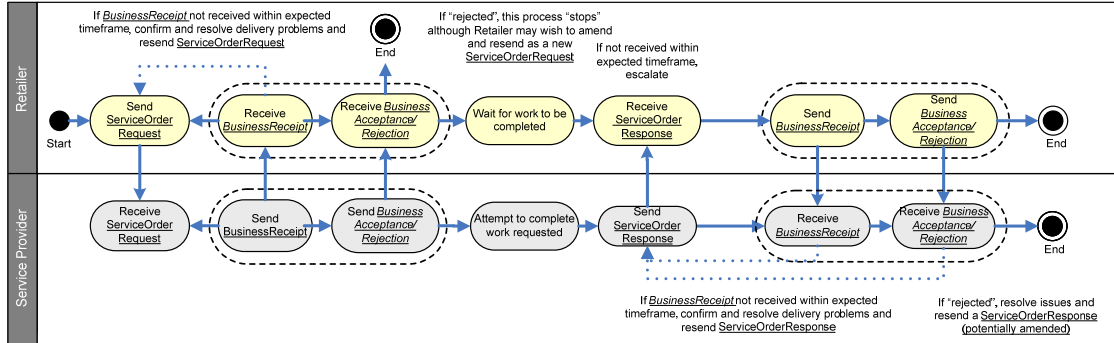 Retailer
If BusinessReceipt not received within expected
timeframe, confirm and resolve delivery problems and
resend ServiceOrderRequest
End
If “rejected”, this process “stops”
although Retailer may wish to amend
and resend as a new
ServiceOrderRequest
If not received within
expected timeframe,
escalate
Start
Send
ServiceOrder
Request
Receive
BusinessReceipt
Receive Business
Acceptance/
Rejection
Wait for work to be
completed
Receive
ServiceOrder
Response
Send
BusinessReceipt
Send
Business
Acceptance/
Rejection
End
Service Provider
Receive
ServiceOrder
Request
Send
BusinessReceipt
Send Business
Acceptance/
Rejection
Attempt to complete
work requested
Send
ServiceOrder
Response
Receive
BusinessReceipt
Receive Business
Acceptance/
Rejection
End
If BusinessReceipt not received within expected
timeframe, confirm and resolve delivery problems and
resend ServiceOrderResponse
If “rejected”, resolve issues and
resend a ServiceOrderResponse
(potentially amended)